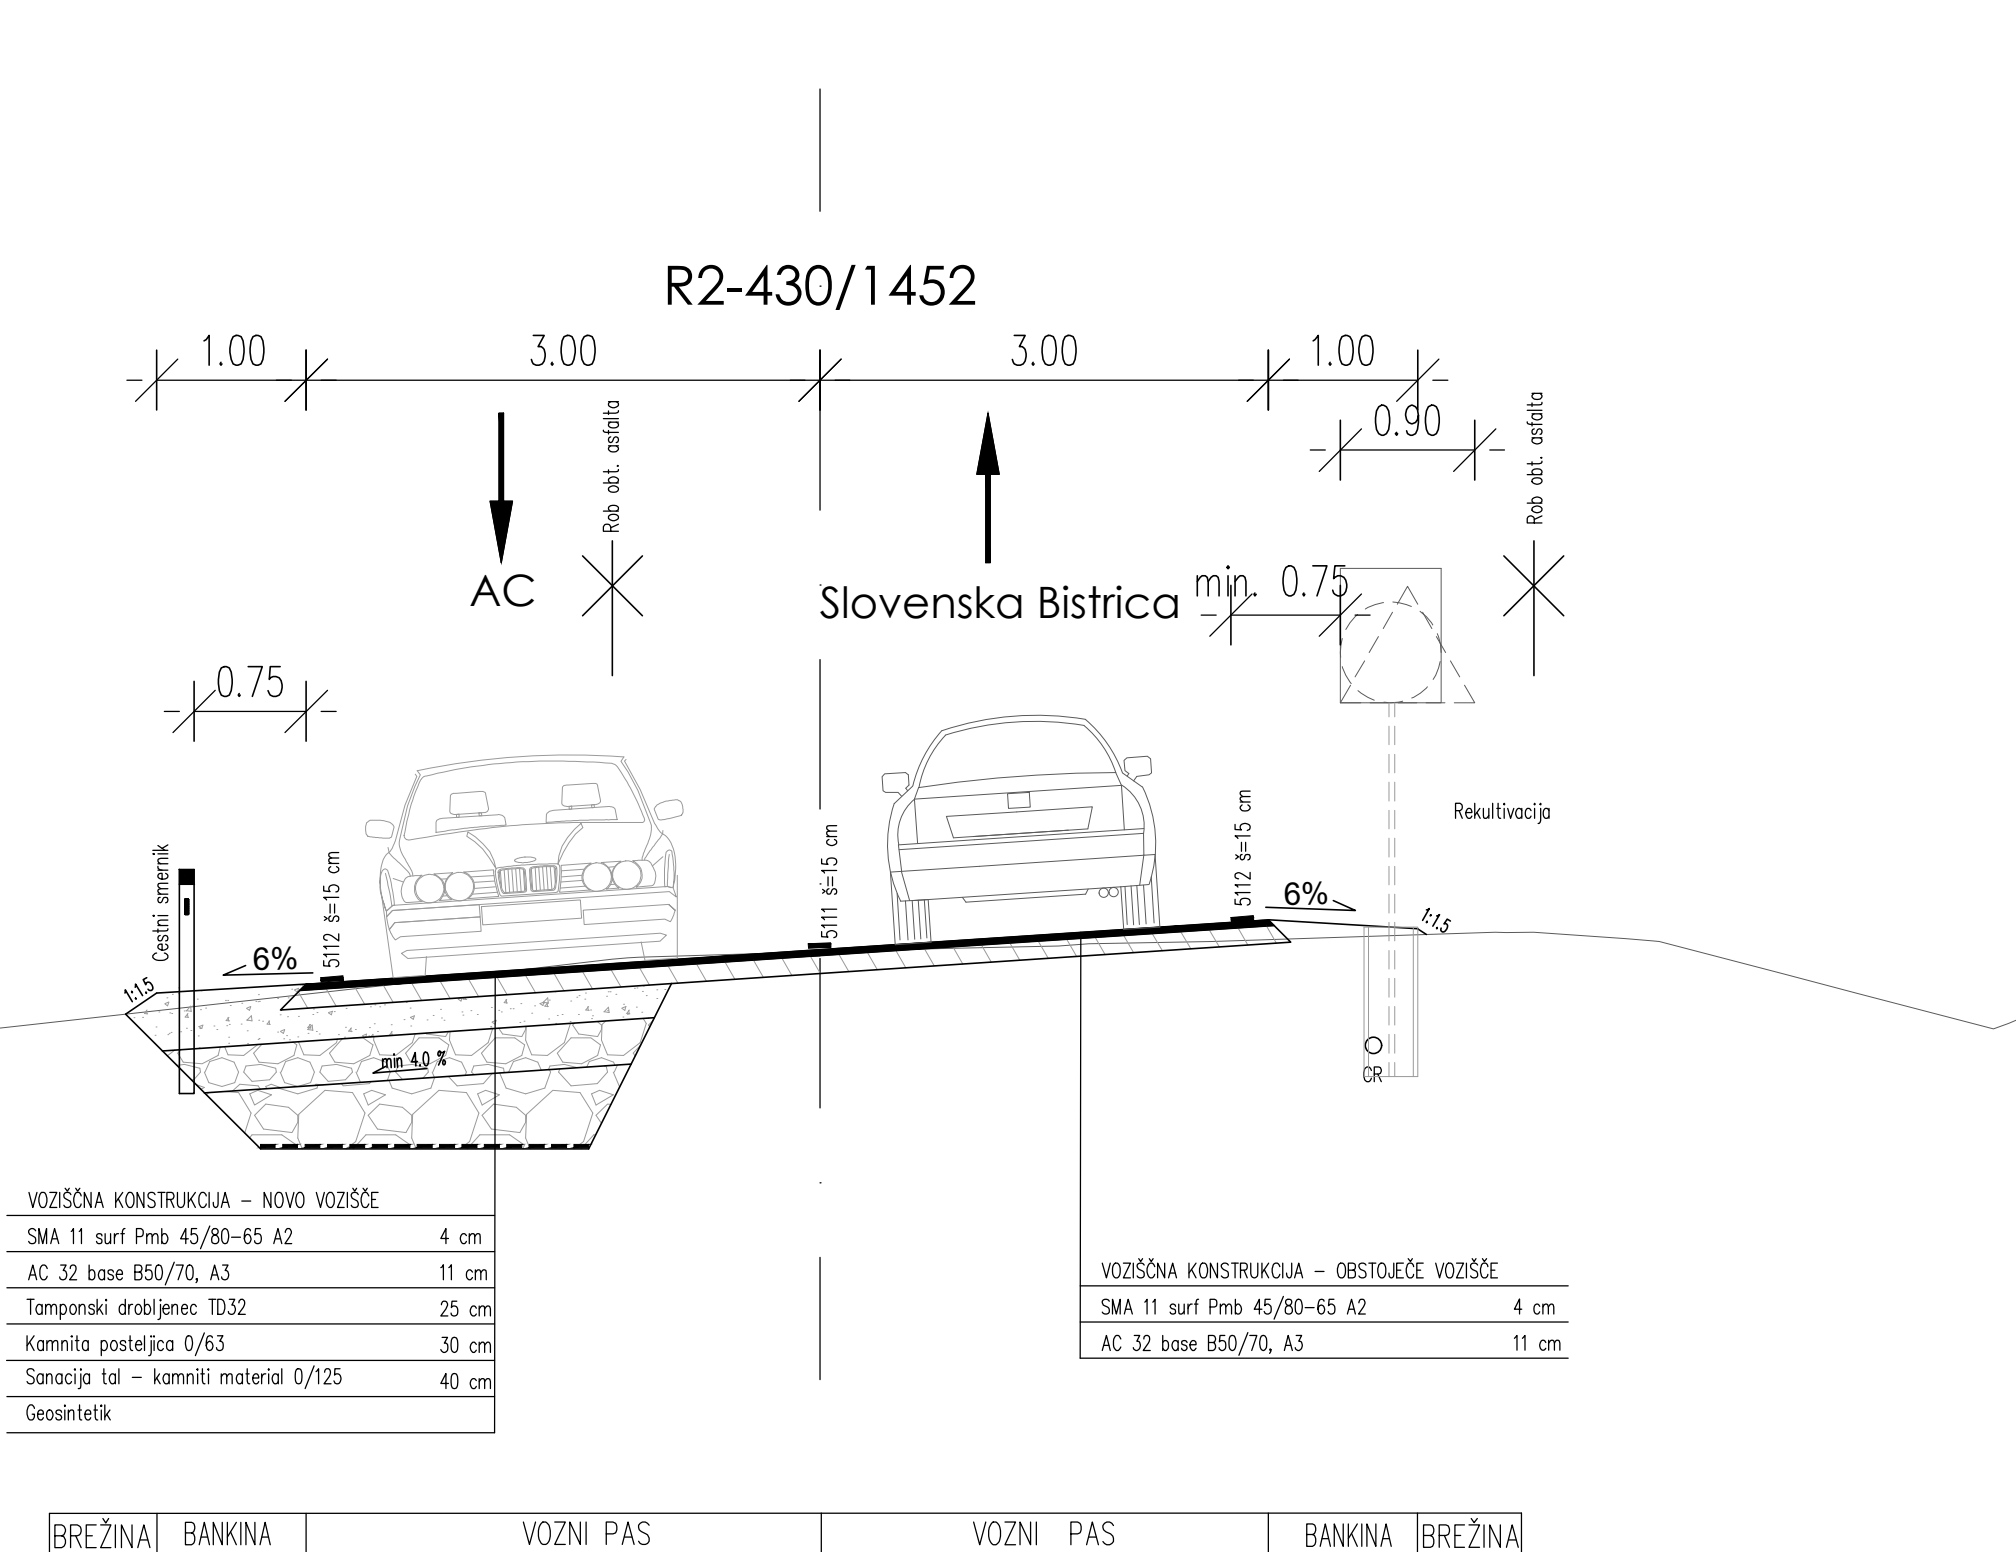 R2-430/1452
1.00 3.00 3.00 1.00
0.90
Rob obt. asfalta
Rob obt. asfalta
AC
Slovenska Bistrica
min. 0.75
0.75
Rekultivacija
Cestni smernik
5112 š=15 cm
5111 š=15 cm
5112 š=15 cm
6%
6%
1:1.5
1:1.5
min 4.0 %
CR
VOZIŠČNA KONSTRUKCIJA – NOVO VOZIŠČE
SMA 11 surf Pmb 45/80–65 A2 4 cm
AC 32 base B50/70, A3 11 cm
Tamponski drobljenec TD32 25 cm
Kamnita posteljica 0/63 30 cm
Sanacija tal – kamniti material 0/125 40 cm
Geosintetik
VOZIŠČNA KONSTRUKCIJA – OBSTOJEČE VOZIŠČE
SMA 11 surf Pmb 45/80–65 A2 4 cm
AC 32 base B50/70, A3 11 cm
BREŽINA BANKINA VOZNI PAS VOZNI PAS BANKINA BREŽINA